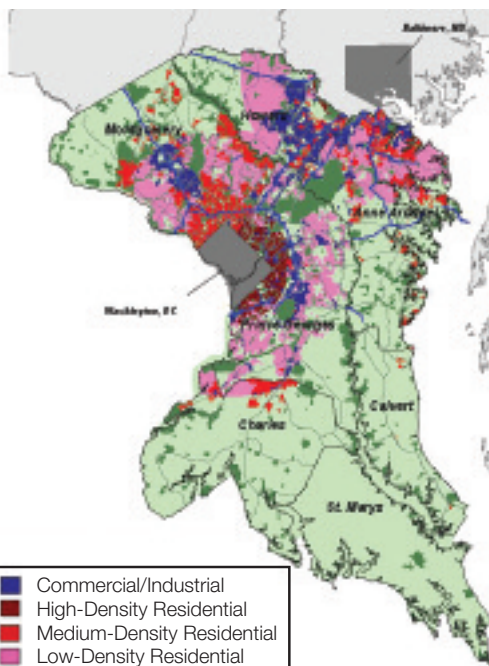 Baltimore, MD
Howard
Montgomery
Anne Arundel
Washington, DC
Prince Georges
Calvert
Charles
St. Marys
Commercial/Industrial
High-Density Residential
Medium-Density Residential
Low-Density Residential